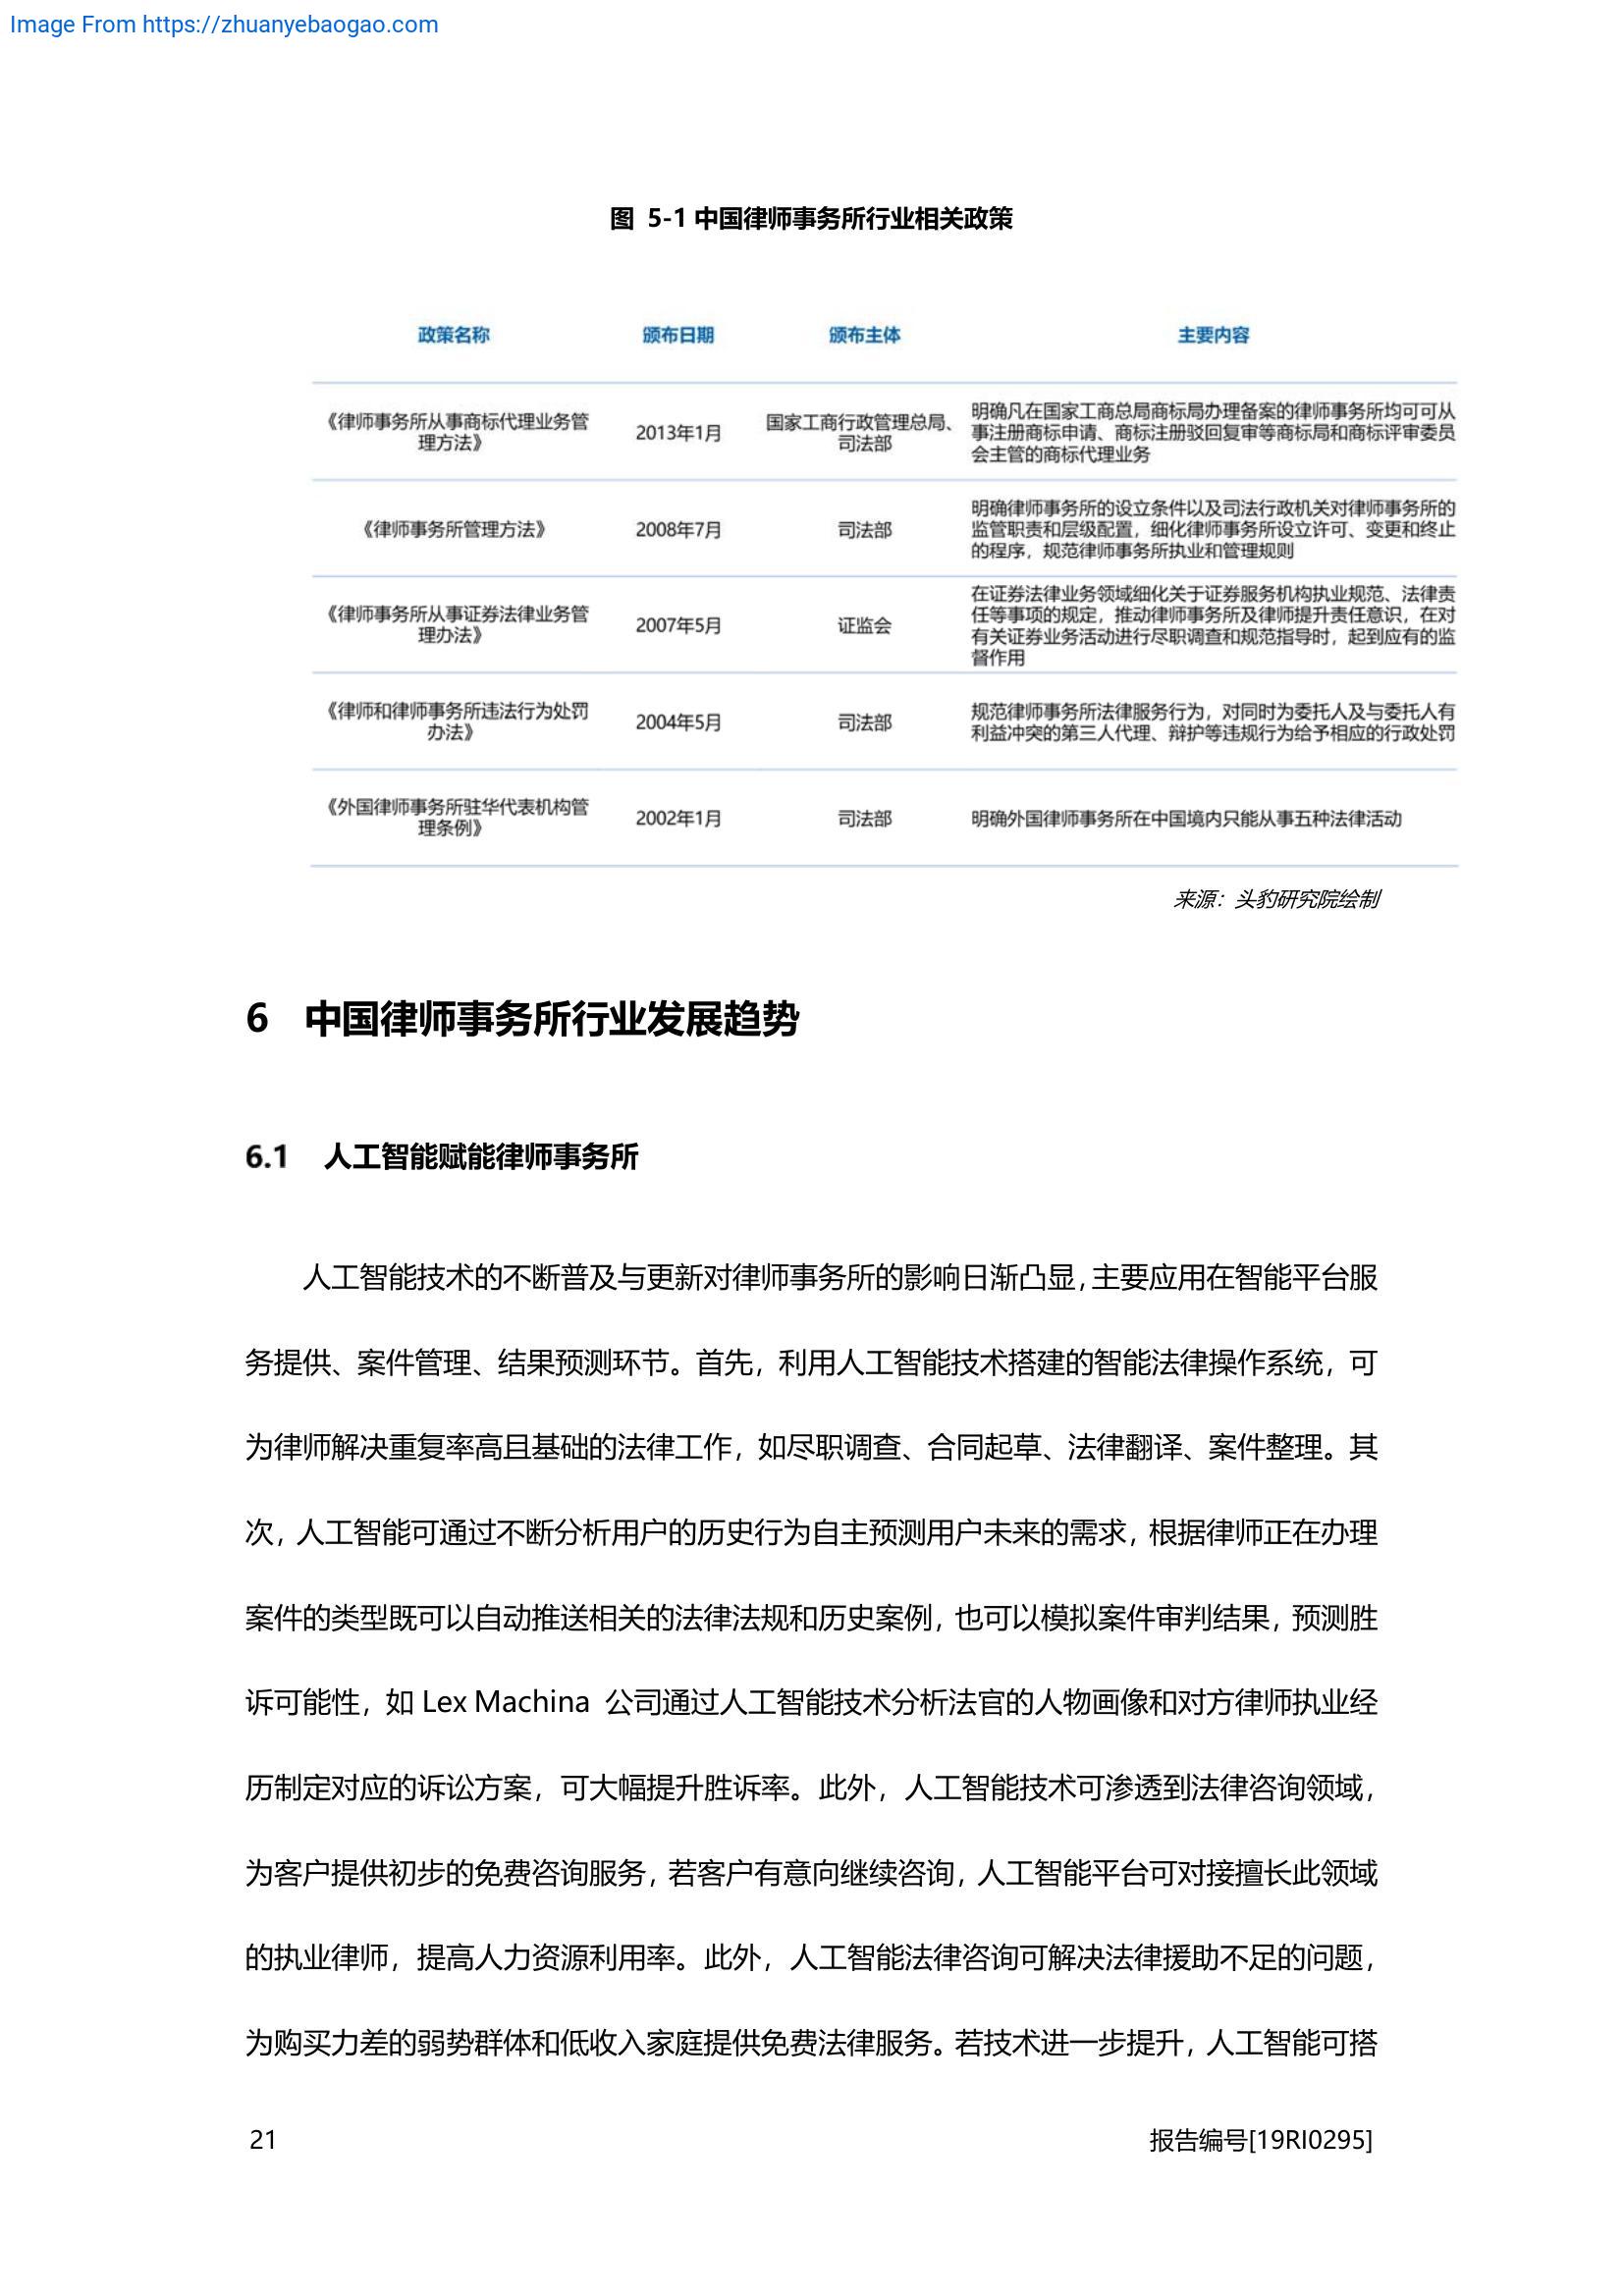 Image From https://zhuanyebaogao.com
图 5-1 中国律师事务所行业相关政策
政策名称 颁布日期 颁布主体 主要内容
《律师事务所从事商标代理业务管
理方法》
2013年1月
国家工商行政管理总局、
司法部
明确凡在国家工商总局商标局办理备案的律师事务所均可可从
事注册商标申请、商标注册驳回复审等商标局和商标评审委员
会主管的商标代理业务
《律师事务所管理方法》
2008年7月
司法部
明确律师事务所的设立条件以及司法行政机关对律师事务所的
监管职责和层级配置，细化律师事务所设立许可、变更和终止
的程序，规范律师事务所执业和管理规则
《律师事务所从事证券法律业务管
理办法》
2007年5月
证监会
在证券法律业务领域细化关于证券服务机构执业规范、法律责
任等事项的规定，推动律师事务所及律师提升责任意识，在对
有关证券业务活动进行尽职调查和规范指导时，起到应有的监
督作用
《律师和律师事务所违法行为处罚
办法》
2004年5月
司法部
规范律师事务所法律服务行为，对同时为委托人及与委托人有
利益冲突的第三人代理、辩护等违规行为给予相应的行政处罚
《外国律师事务所驻华代表机构管
理条例》
2002年1月
司法部
明确外国律师事务所在中国境内只能从事五种法律活动
来源：头豹研究院绘制
6 中国律师事务所行业发展趋势
6.1 人工智能赋能律师事务所
人工智能技术的不断普及与更新对律师事务所的影响日渐凸显，主要应用在智能平台服
务提供、案件管理、结果预测环节。首先，利用人工智能技术搭建的智能法律操作系统，可
为律师解决重复率高且基础的法律工作，如尽职调查、合同起草、法律翻译、案件整理。其
次，人工智能可通过不断分析用户的历史行为自主预测用户未来的需求，根据律师正在办理
案件的类型既可以自动推送相关的法律法规和历史案例，也可以模拟案件审判结果，预测胜
诉可能性，如 Lex Machina 公司通过人工智能技术分析法官的人物画像和对方律师执业经
历制定对应的诉讼方案，可大幅提升胜诉率。此外，人工智能技术可渗透到法律咨询领域，
为客户提供初步的免费咨询服务，若客户有意向继续咨询，人工智能平台可对接擅长此领域
的执业律师，提高人力资源利用率。此外，人工智能法律咨询可解决法律援助不足的问题，
为购买力差的弱势群体和低收入家庭提供免费法律服务。若技术进一步提升，人工智能可搭
21 报告编号[19RI0295]